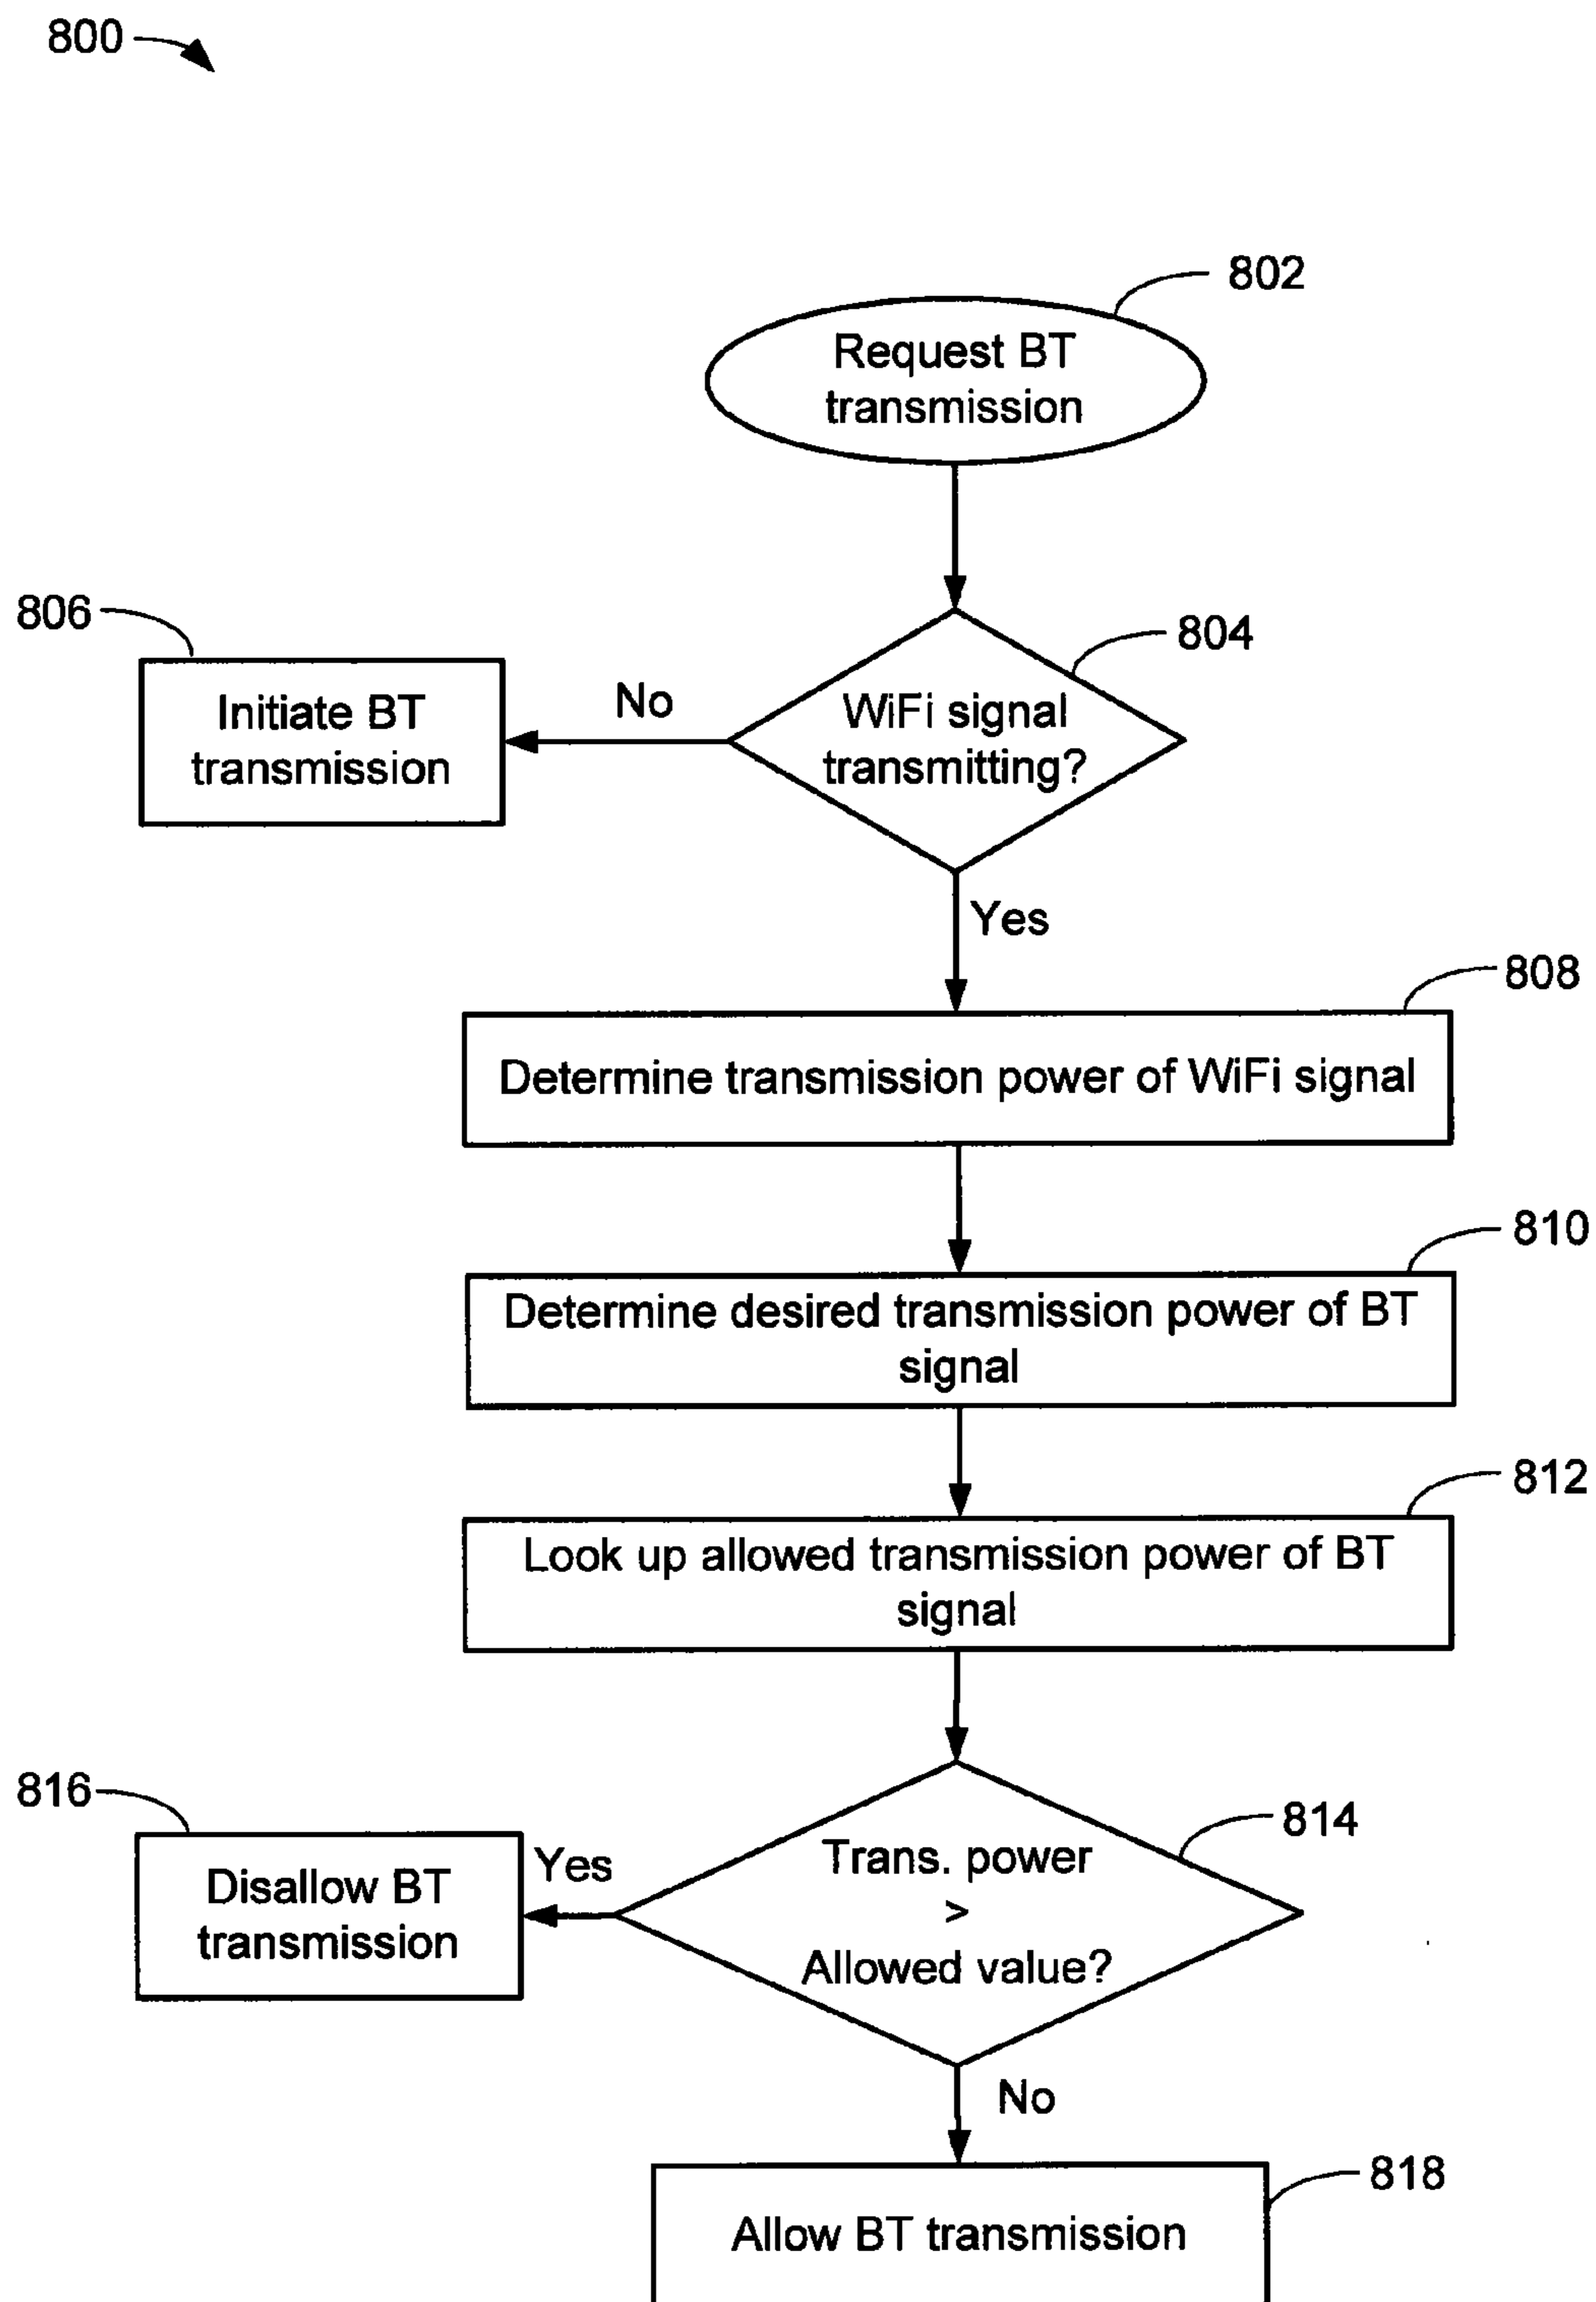 800
802
Request BT
transmission
806
804
Initiate BT
transmission
No
WiFi signal
transmitting?
Yes
808
Determine transmission power of WiFi signal
810
Determine desired transmission power of BT
signal
812
Look up allowed transmission power of BT
signal
816
814
Disallow BT
transmission
Yes
Trans. power
>
Allowed value?
No
818
Allow BT transmission